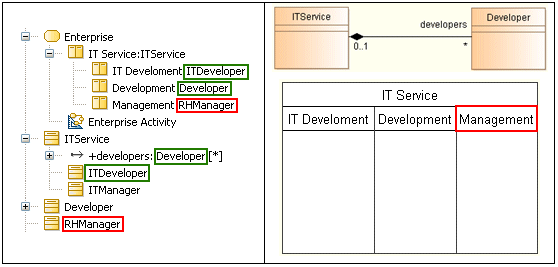 Enterprise
IT Service:ITService
IT Develoment ITDeveloper
Development Developer
Management RHManager
Enterprise Activity
ITService
+developers: Developer [*]
ITDeveloper
ITManager
Developer
RHManager
ITService
Developer
developers
0..1
*
IT Service
IT Develoment
Development
Management